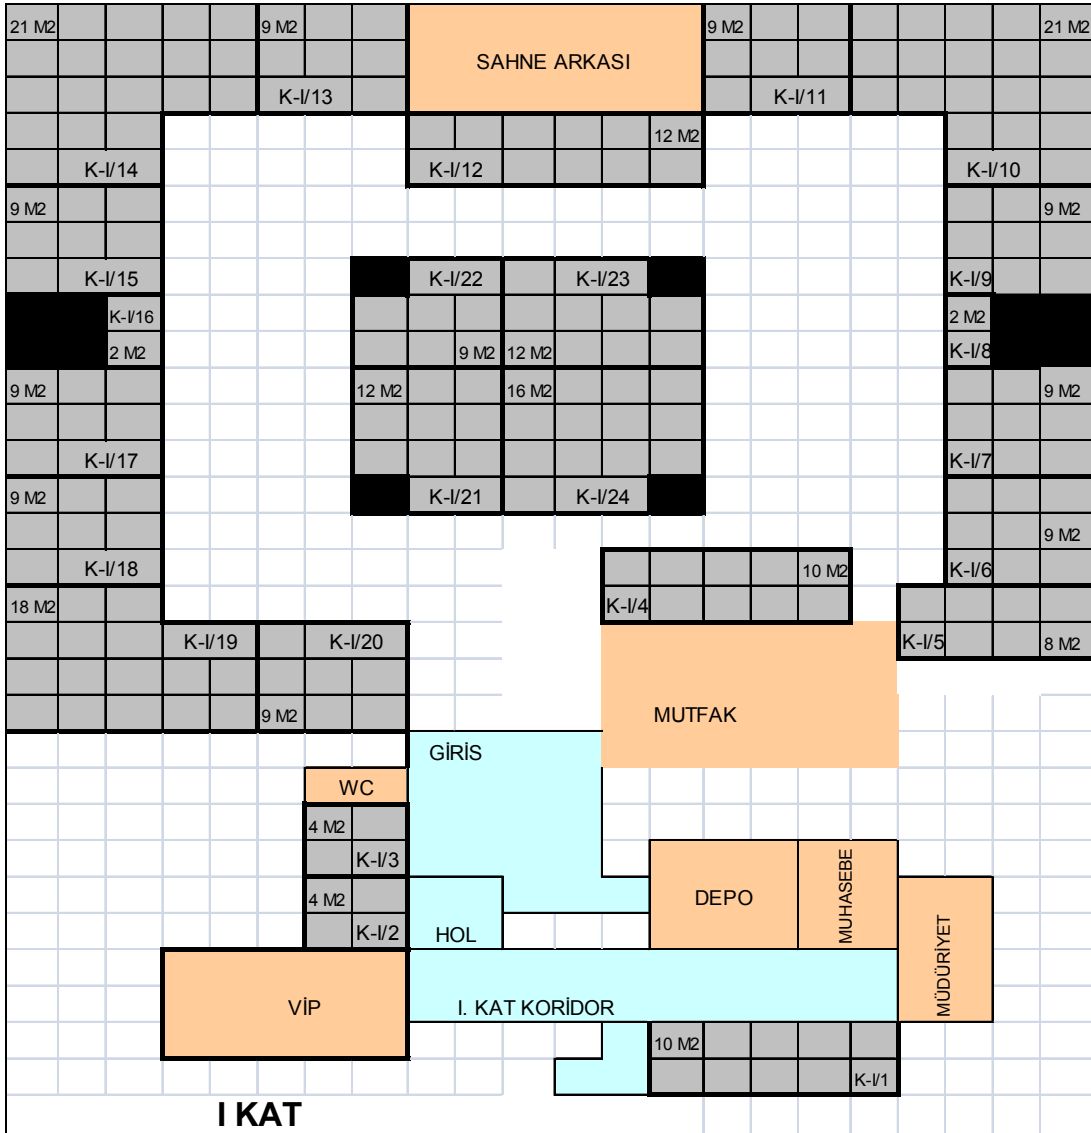 21 M2 9 M2 9 M2 21 M2
SAHNE ARKASI
K-I/13 K-I/11
12 M2
K-I/14 K-I/12 K-I/10
9 M2 9 M2
K-I/15 K-I/22 K-I/23 K-I/9
K-I/16 2 M2
2 M2 9 M2 12 M2 K-I/8
9 M2 12 M2 16 M2 9 M2
K-I/17 K-I/7
9 M2 K-I/21 K-I/24
9 M2
K-I/18 10 M2 K-I/6
18 M2 K-I/4
K-I/19 K-I/20 K-I/5 8 M2
9 M2 MUTFAK
GİRİS
WC
4 M2
K-I/3
4 M2 DEPO MUHASEBE
K-I/2 HOL MÜDÜRİYET
VİP I. KAT KORİDOR
10 M2
K-I/1
I KAT